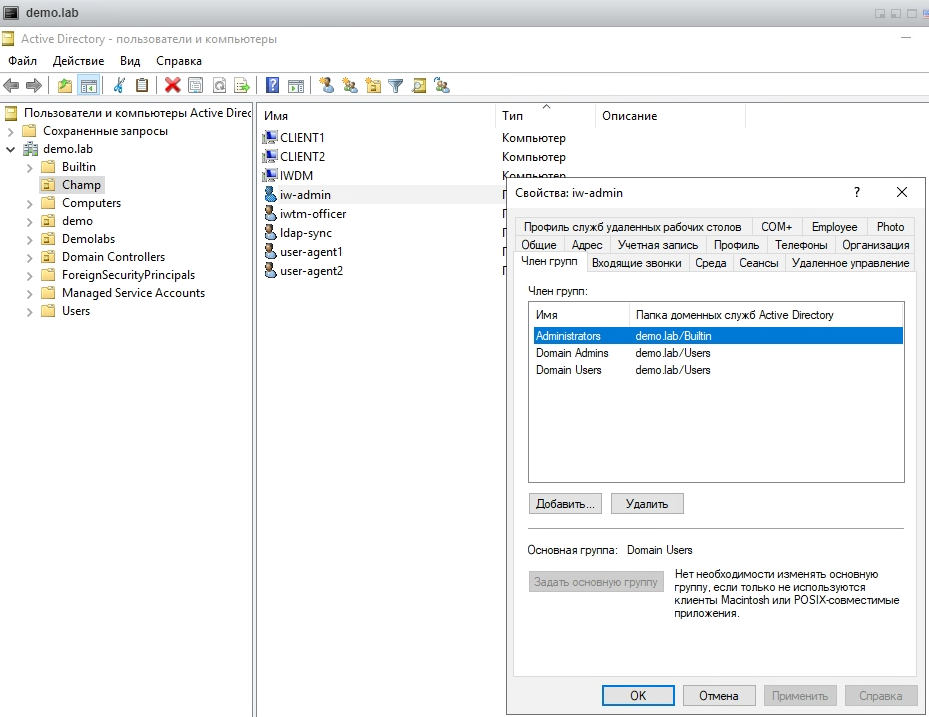 demo.lab
Active Directory - пользователи и компьютеры
Файл Действие Вид Справка
Пользователи и компьютеры Active Direc
Сохраненные запросы
demo.lab
Builtin
Champ
Computers
demo
Demolabs
Domain Controllers
ForeignSecurityPrincipals
Managed Service Accounts
Users
Имя Тип Описание
CLIENT1 Компьютер
CLIENT2 Компьютер
IWDM Компьютер
iw-admin
iwtm-officer
ldap-sync
user-agent1
user-agent2
Свойства: iw-admin ?
Профиль служб удаленных рабочих столов COM+ Employee Photo
Общие Адрес Учетная запись Профиль Телефоны Организация
Член групп Входящие звонки Среда Сеансы Удаленное управление
Член групп:
Имя Папка доменных служб Active Directory
Administrators demo.lab/Builtin
Domain Admins demo.lab/Users
Domain Users demo.lab/Users
Добавить... Удалить
Основная группа: Domain Users
Задать основную группу
Нет необходимости изменять основную
группу, если только не используются
клиенты Macintosh или POSIX-совместимые
приложения.
OK Отмена Применить Справка